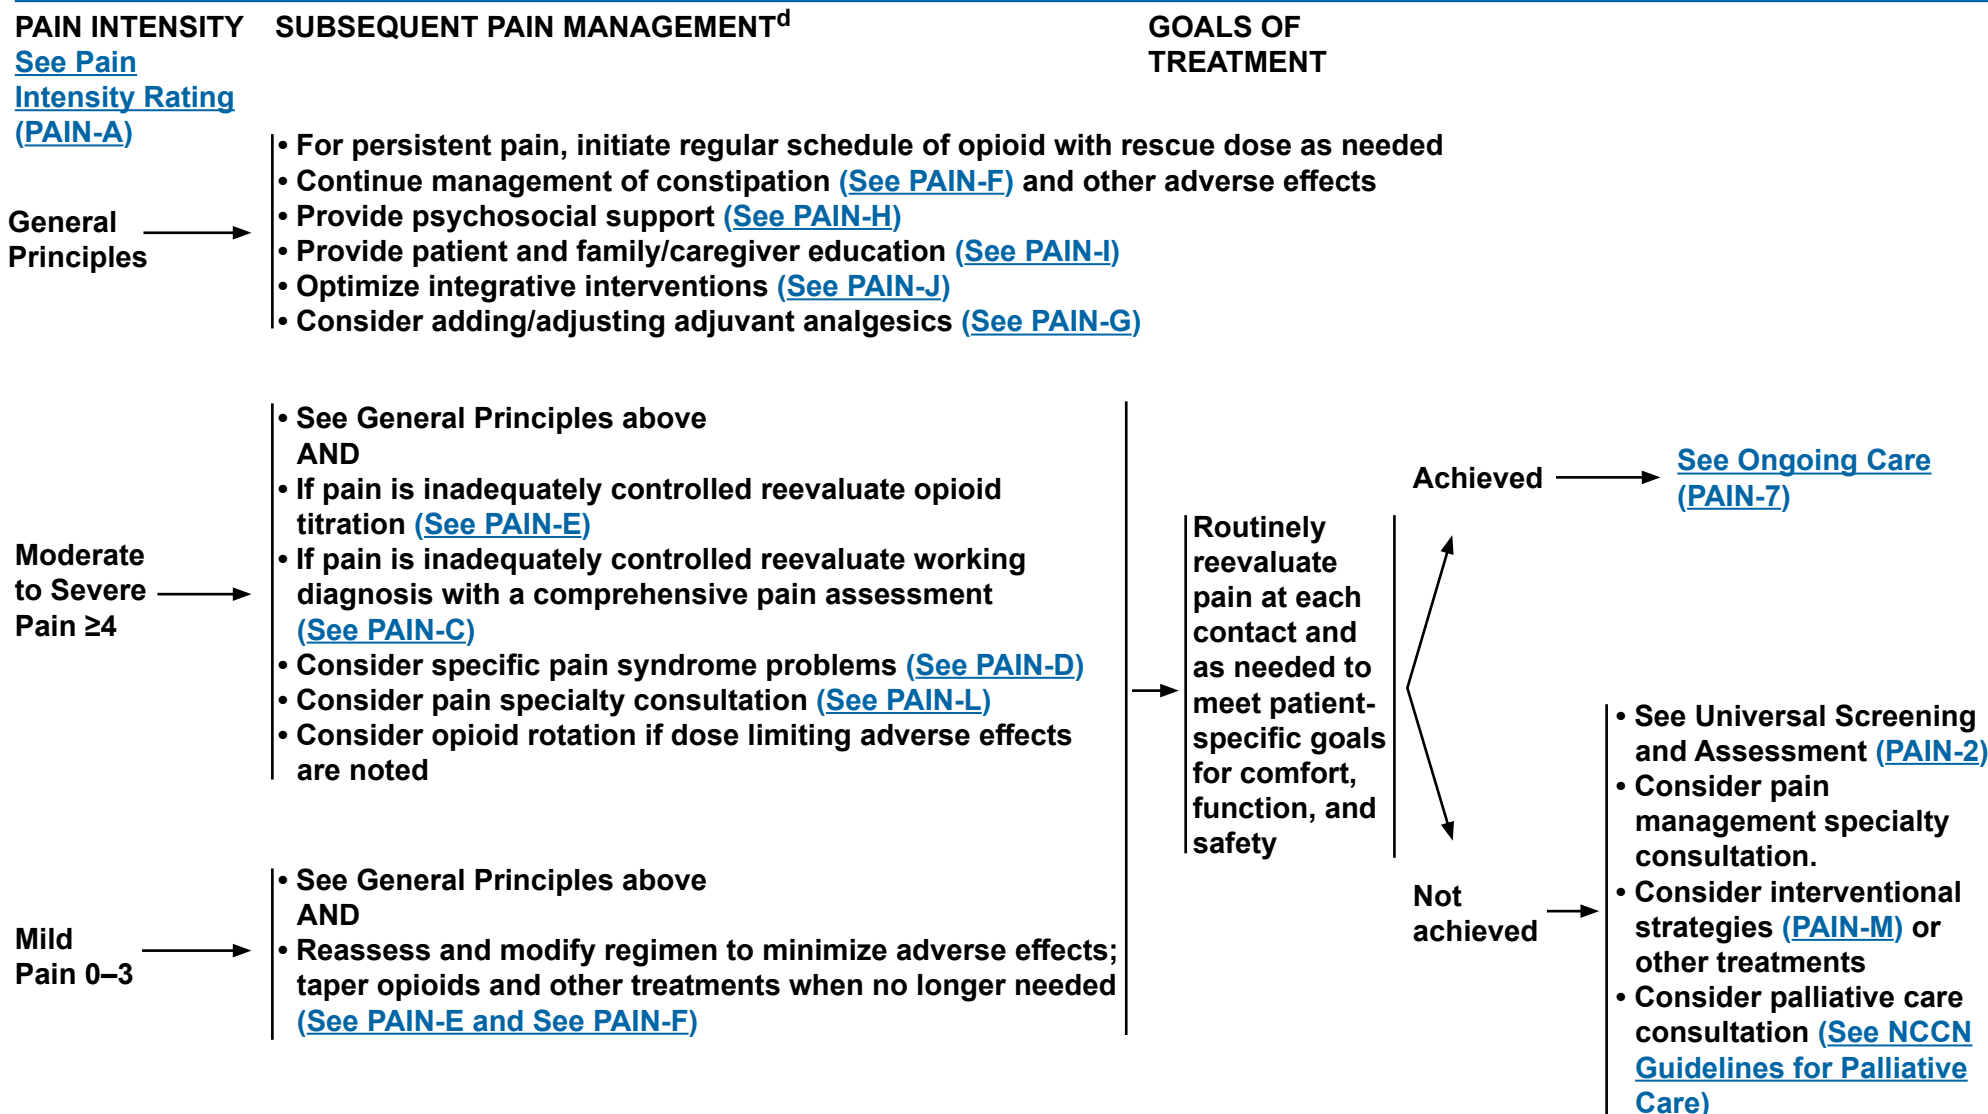 PAIN INTENSITY
See Pain
Intensity Rating
(PAIN-A)
SUBSEQUENT PAIN MANAGEMENTd
GOALS OF
TREATMENT
General
Principles
• For persistent pain, initiate regular schedule of opioid with rescue dose as needed
• Continue management of constipation (See PAIN-F) and other adverse effects
• Provide psychosocial support (See PAIN-H)
• Provide patient and family/caregiver education (See PAIN-I)
• Optimize integrative interventions (See PAIN-J)
• Consider adding/adjusting adjuvant analgesics (See PAIN-G)
Moderate
to Severe
Pain ≥4
• See General Principles above
AND
• If pain is inadequately controlled reevaluate opioid
titration (See PAIN-E)
• If pain is inadequately controlled reevaluate working
diagnosis with a comprehensive pain assessment
(See PAIN-C)
• Consider specific pain syndrome problems (See PAIN-D)
• Consider pain specialty consultation (See PAIN-L)
• Consider opioid rotation if dose limiting adverse effects
are noted
Mild
Pain 0–3
• See General Principles above
AND
• Reassess and modify regimen to minimize adverse effects;
taper opioids and other treatments when no longer needed
(See PAIN-E and See PAIN-F)
Routinely
reevaluate
pain at each
contact and
as needed to
meet patient-
specific goals
for comfort,
function, and
safety
Achieved
See Ongoing Care
(PAIN-7)
Not
achieved
• See Universal Screening
and Assessment (PAIN-2)
• Consider pain
management specialty
consultation.
• Consider interventional
strategies (PAIN-M) or
other treatments
• Consider palliative care
consultation (See NCCN
Guidelines for Palliative
Care)